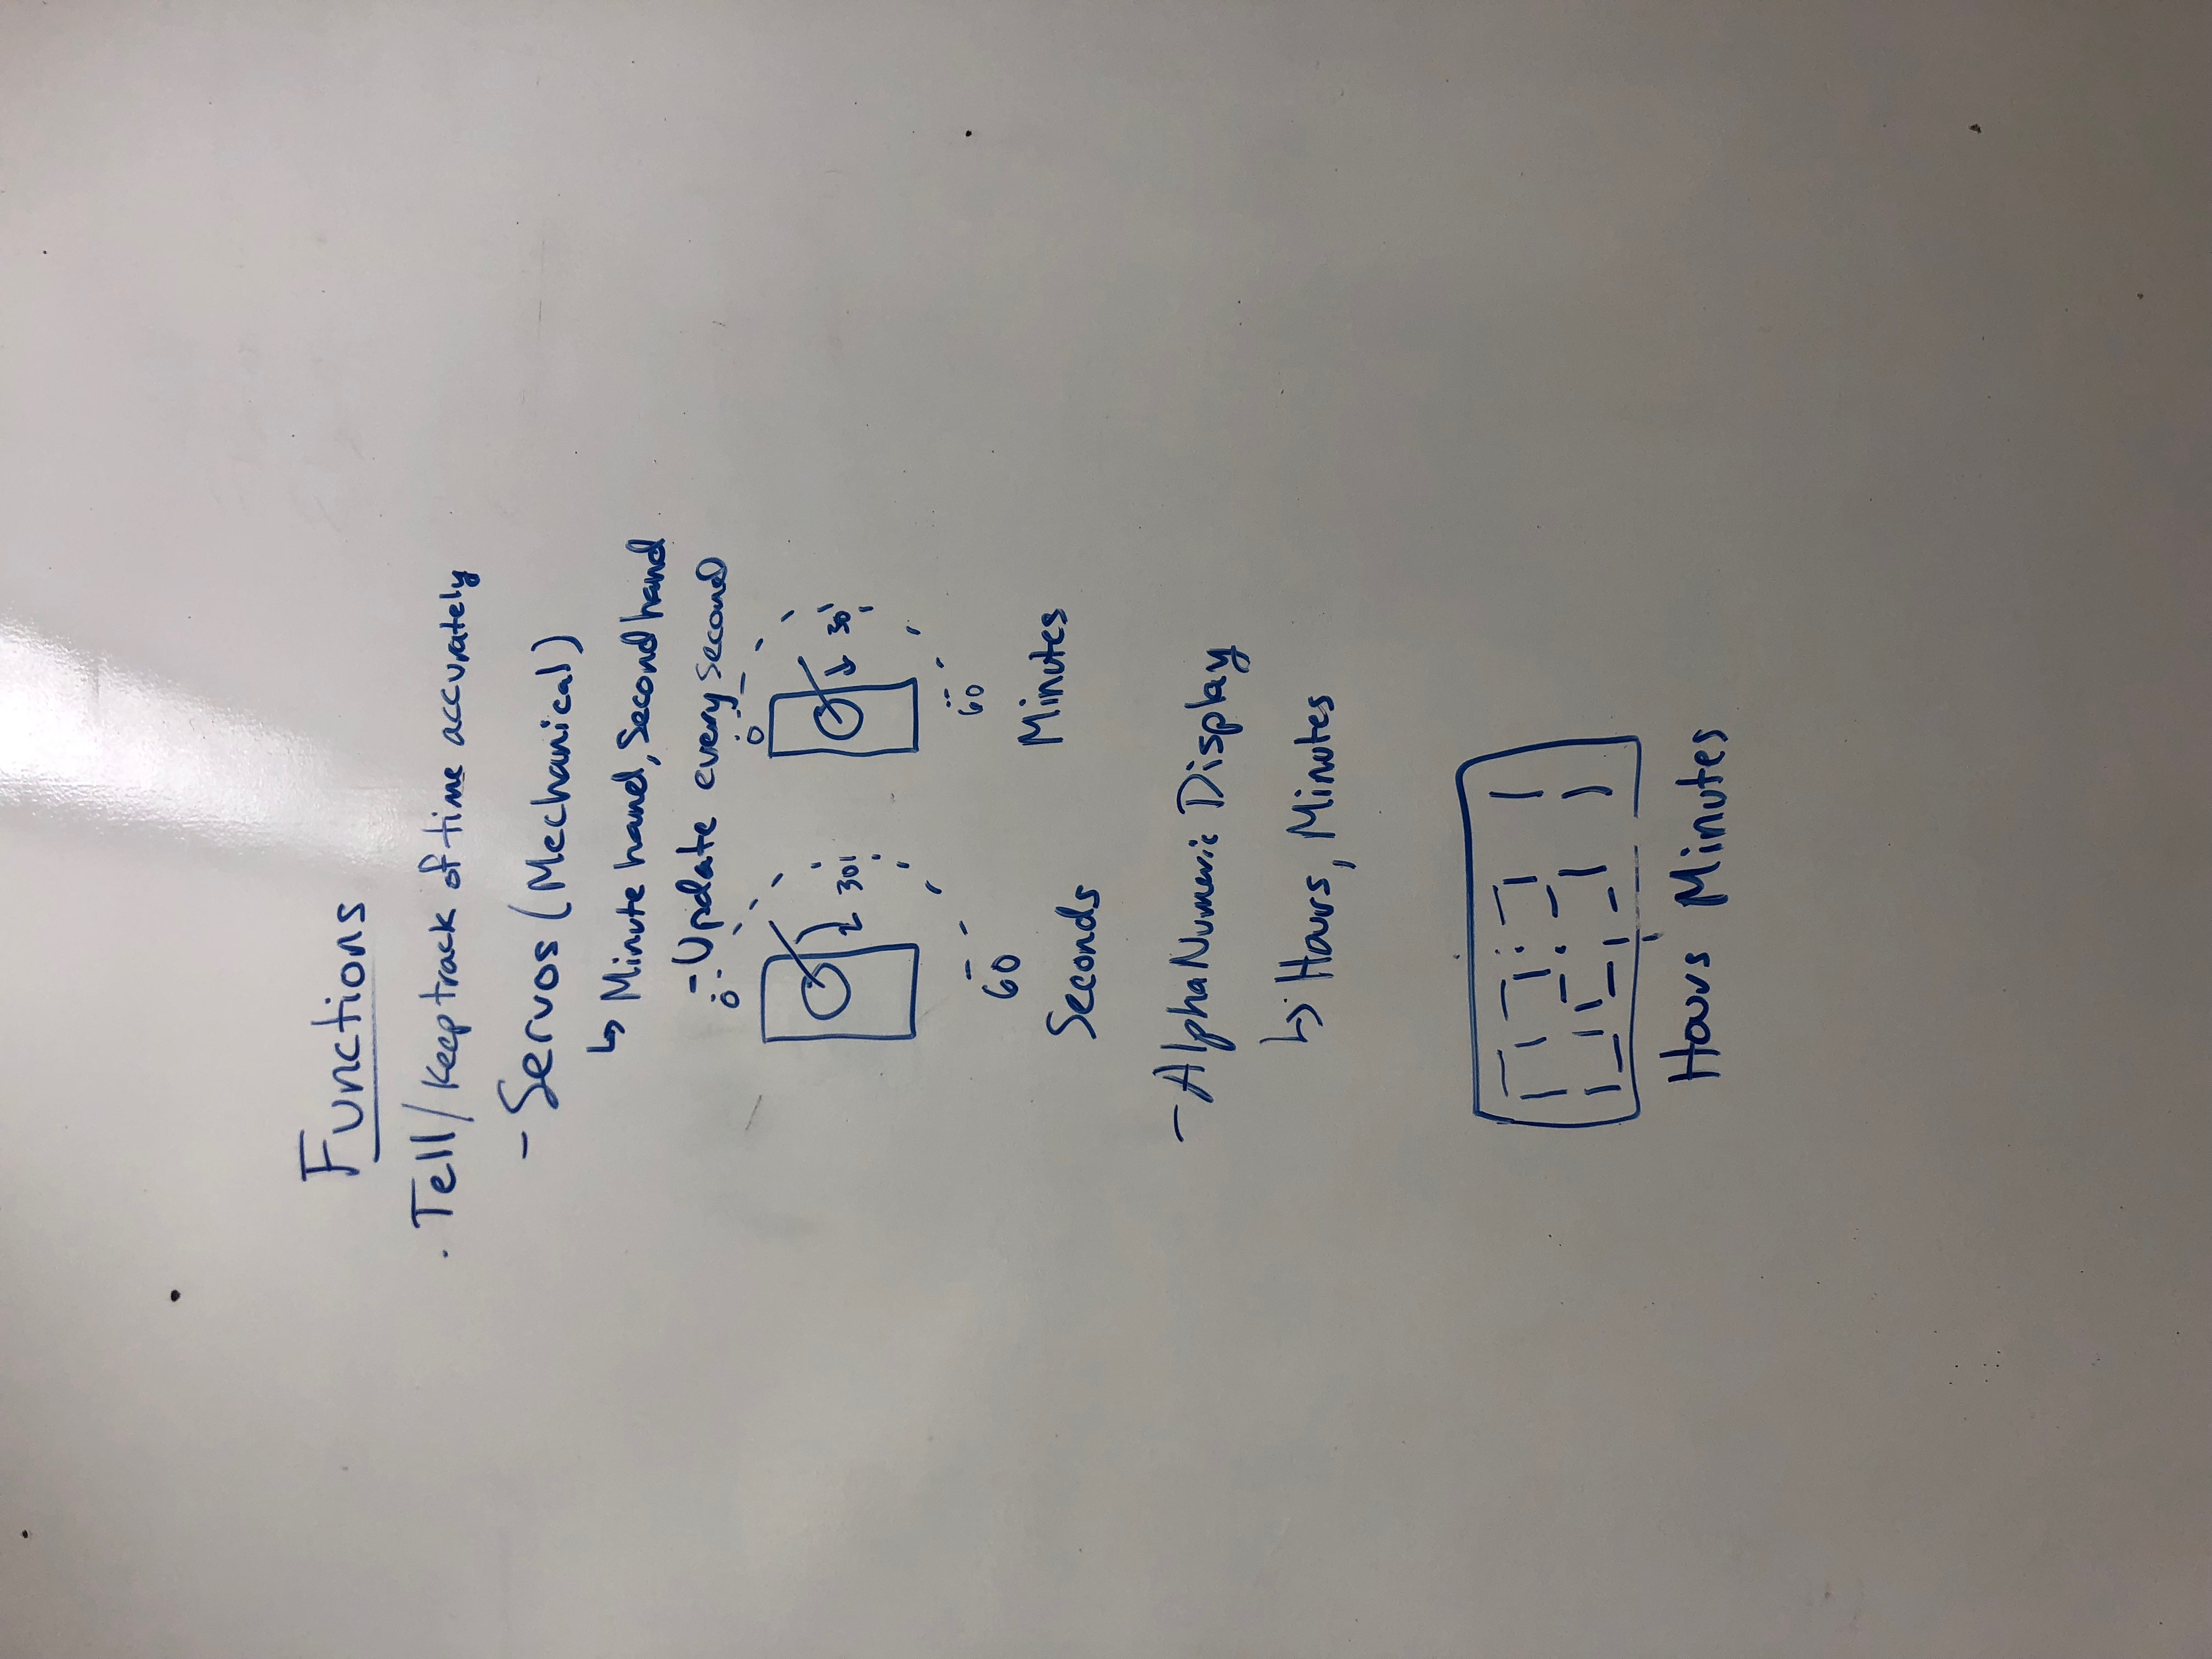 Functions
. Tell/Keep track of time accurately
- Servos (Mechanical)
↳ Minute hand, Second hand
- Update every second
0 0
30 30
60 60
Seconds Minutes
- AlphaNumeric Display
↳ Hours, Minutes
02:31
Hours Minutes